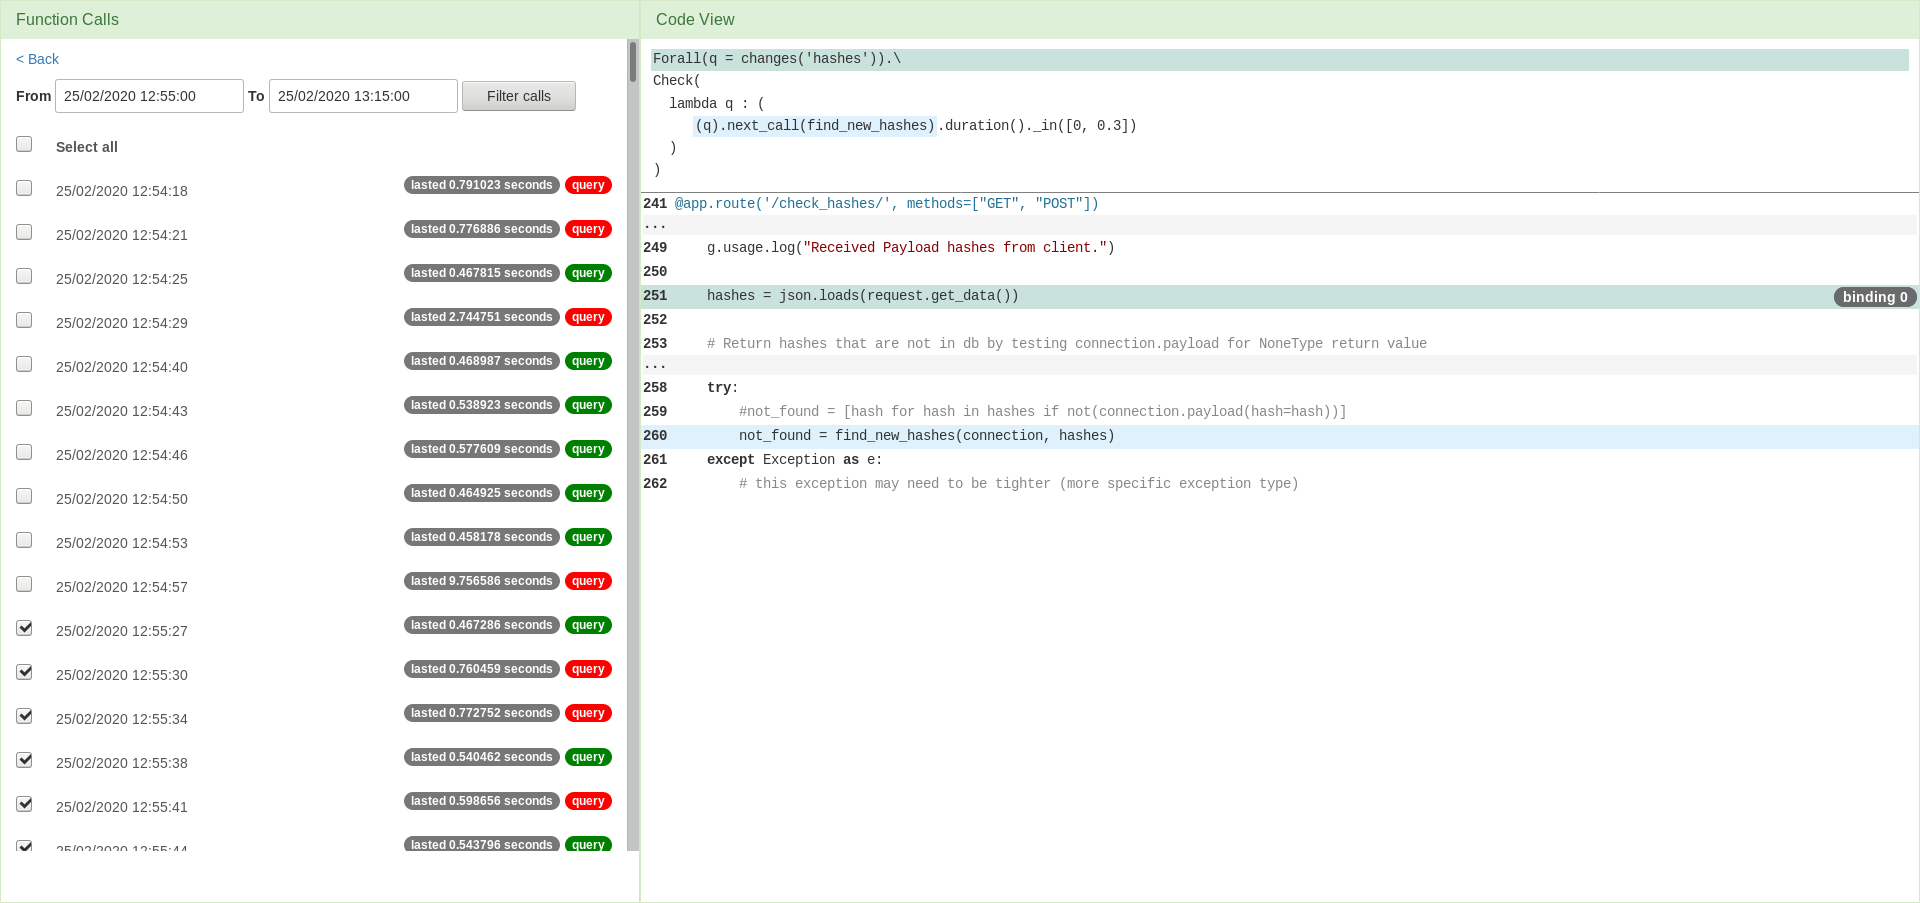 Function Calls
< Back
From 25/02/2020 12:55:00 To 25/02/2020 13:15:00 Filter calls
Select all
25/02/2020 12:54:18 lasted 0.791023 seconds query
25/02/2020 12:54:21 lasted 0.776886 seconds query
25/02/2020 12:54:25 lasted 0.467815 seconds query
25/02/2020 12:54:29 lasted 2.744751 seconds query
25/02/2020 12:54:40 lasted 0.468987 seconds query
25/02/2020 12:54:43 lasted 0.538923 seconds query
25/02/2020 12:54:46 lasted 0.577609 seconds query
25/02/2020 12:54:50 lasted 0.464925 seconds query
25/02/2020 12:54:53 lasted 0.458178 seconds query
25/02/2020 12:54:57 lasted 9.756586 seconds query
25/02/2020 12:55:27 lasted 0.467286 seconds query
25/02/2020 12:55:30 lasted 0.760459 seconds query
25/02/2020 12:55:34 lasted 0.772752 seconds query
25/02/2020 12:55:38 lasted 0.540462 seconds query
25/02/2020 12:55:41 lasted 0.598656 seconds query
25/02/2020 12:55:44 lasted 0.543796 seconds query
Code View
Forall(q = changes('hashes')).\
Check(
  lambda q : (
     (q).next_call(find_new_hashes).duration()._in([0, 0.3])
  )
)
241 @app.route('/check_hashes/', methods=["GET", "POST"])
...
249     g.usage.log("Received Payload hashes from client.")
250
251     hashes = json.loads(request.get_data()) binding 0
252
253     # Return hashes that are not in db by testing connection.payload for NoneType return value
...
258     try:
259         #not_found = [hash for hash in hashes if not(connection.payload(hash=hash))]
260         not_found = find_new_hashes(connection, hashes)
261     except Exception as e:
262         # this exception may need to be tighter (more specific exception type)